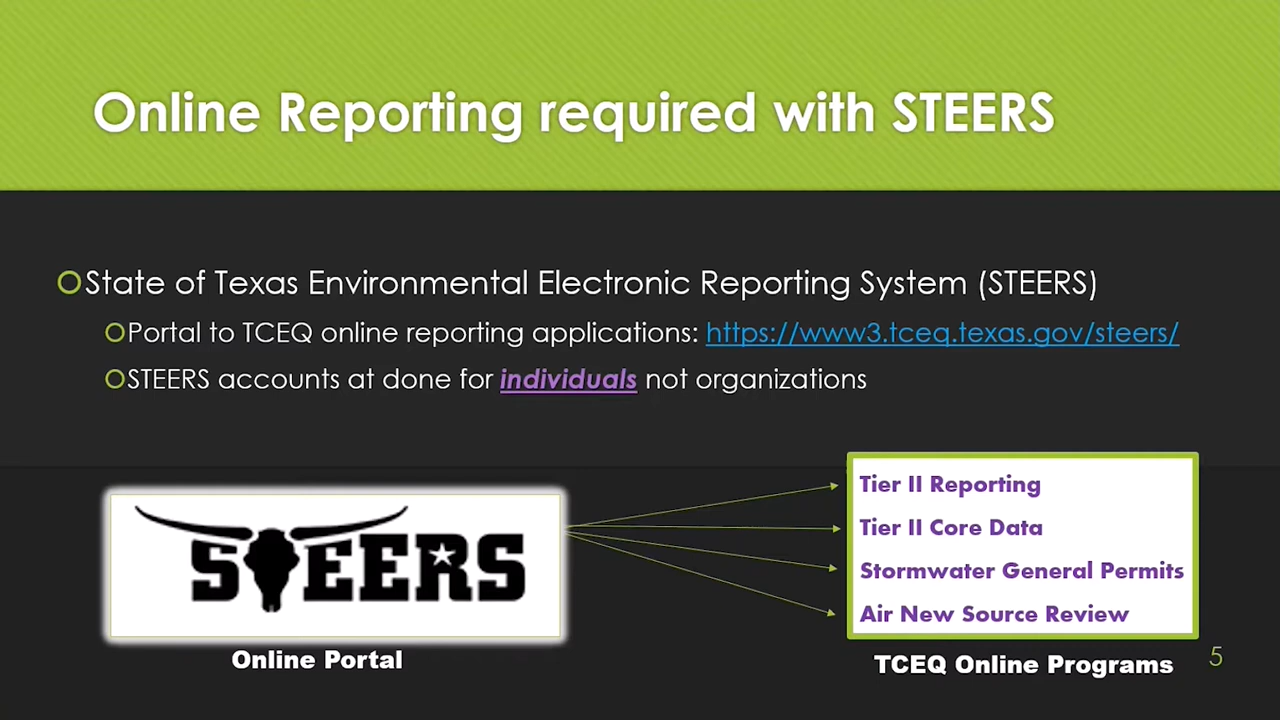 Online Reporting required with STEERS
State of Texas Environmental Electronic Reporting System (STEERS)
Portal to TCEQ online reporting applications: https://www3.tceq.texas.gov/steers/
STEERS accounts at done for individuals not organizations
STEERS
Online Portal
Tier II Reporting
Tier II Core Data
Stormwater General Permits
Air New Source Review
TCEQ Online Programs
5